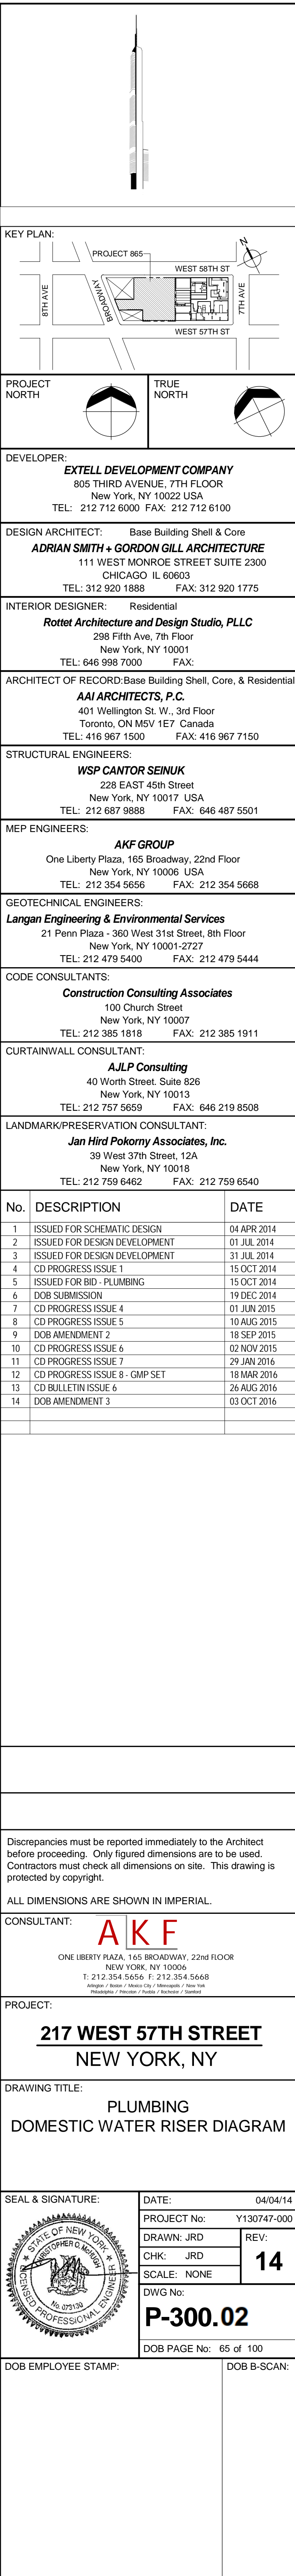 KEY PLAN:
N
PROJECT 865
WEST 58TH ST
8TH AVE
BROADWAY
7TH AVE
WEST 57TH ST
PROJECT NORTH
TRUE NORTH
DEVELOPER:
EXTELL DEVELOPMENT COMPANY
805 THIRD AVENUE, 7TH FLOOR
New York, NY 10022 USA
TEL: 212 712 6000 FAX: 212 712 6100
DESIGN ARCHITECT: Base Building Shell & Core
ADRIAN SMITH + GORDON GILL ARCHITECTURE
111 WEST MONROE STREET SUITE 2300
CHICAGO IL 60603
TEL: 312 920 1888 FAX: 312 920 1775
INTERIOR DESIGNER: Residential
Rottet Architecture and Design Studio, PLLC
298 Fifth Ave, 7th Floor
New York, NY 10001
TEL: 646 998 7000 FAX:
ARCHITECT OF RECORD:Base Building Shell, Core, & Residential
AAI ARCHITECTS, P.C.
401 Wellington St. W., 3rd Floor
Toronto, ON M5V 1E7 Canada
TEL: 416 967 1500 FAX: 416 967 7150
STRUCTURAL ENGINEERS:
WSP CANTOR SEINUK
228 EAST 45th Street
New York, NY 10017 USA
TEL: 212 687 9888 FAX: 646 487 5501
MEP ENGINEERS:
AKF GROUP
One Liberty Plaza, 165 Broadway, 22nd Floor
New York, NY 10006 USA
TEL: 212 354 5656 FAX: 212 354 5668
GEOTECHNICAL ENGINEERS:
Langan Engineering & Environmental Services
21 Penn Plaza - 360 West 31st Street, 8th Floor
New York, NY 10001-2727
TEL: 212 479 5400 FAX: 212 479 5444
CODE CONSULTANTS:
Construction Consulting Associates
100 Church Street
New York, NY 10007
TEL: 212 385 1818 FAX: 212 385 1911
CURTAINWALL CONSULTANT:
AJLP Consulting
40 Worth Street. Suite 826
New York, NY 10013
TEL: 212 757 5659 FAX: 646 219 8508
LANDMARK/PRESERVATION CONSULTANT:
Jan Hird Pokorny Associates, Inc.
39 West 37th Street, 12A
New York, NY 10018
TEL: 212 759 6462 FAX: 212 759 6540
No. DESCRIPTION DATE
1 ISSUED FOR SCHEMATIC DESIGN 04 APR 2014
2 ISSUED FOR DESIGN DEVELOPMENT 01 JUL 2014
3 ISSUED FOR DESIGN DEVELOPMENT 31 JUL 2014
4 CD PROGRESS ISSUE 1 15 OCT 2014
5 ISSUED FOR BID - PLUMBING 15 OCT 2014
6 DOB SUBMISSION 19 DEC 2014
7 CD PROGRESS ISSUE 4 01 JUN 2015
8 CD PROGRESS ISSUE 5 10 AUG 2015
9 DOB AMENDMENT 2 18 SEP 2015
10 CD PROGRESS ISSUE 6 02 NOV 2015
11 CD PROGRESS ISSUE 7 29 JAN 2016
12 CD PROGRESS ISSUE 8 - GMP SET 18 MAR 2016
13 CD BULLETIN ISSUE 6 26 AUG 2016
14 DOB AMENDMENT 3 03 OCT 2016
Discrepancies must be reported immediately to the Architect
before proceeding. Only figured dimensions are to be used.
Contractors must check all dimensions on site. This drawing is
protected by copyright.
ALL DIMENSIONS ARE SHOWN IN IMPERIAL.
CONSULTANT:
AKF
ONE LIBERTY PLAZA, 165 BROADWAY, 22nd FLOOR
NEW YORK, NY 10006
T: 212.354.5656 F: 212.354.5668
Arlington / Boston / Mexico City / Minneapolis / New York
Philadelphia / Princeton / Puebla / Rochester / Stamford
PROJECT:
217 WEST 57TH STREET
NEW YORK, NY
DRAWING TITLE:
PLUMBING
DOMESTIC WATER RISER DIAGRAM
SEAL & SIGNATURE:
STATE OF NEW YORK
CHRISTOPHER O. McHUGH
No. 073130
LICENSED PROFESSIONAL ENGINEER
DATE: 04/04/14
PROJECT No: Y130747-000
DRAWN: JRD
REV: 14
CHK: JRD
SCALE: NONE
DWG No:
P-300.02
DOB PAGE No: 65 of 100
DOB EMPLOYEE STAMP:
DOB B-SCAN: